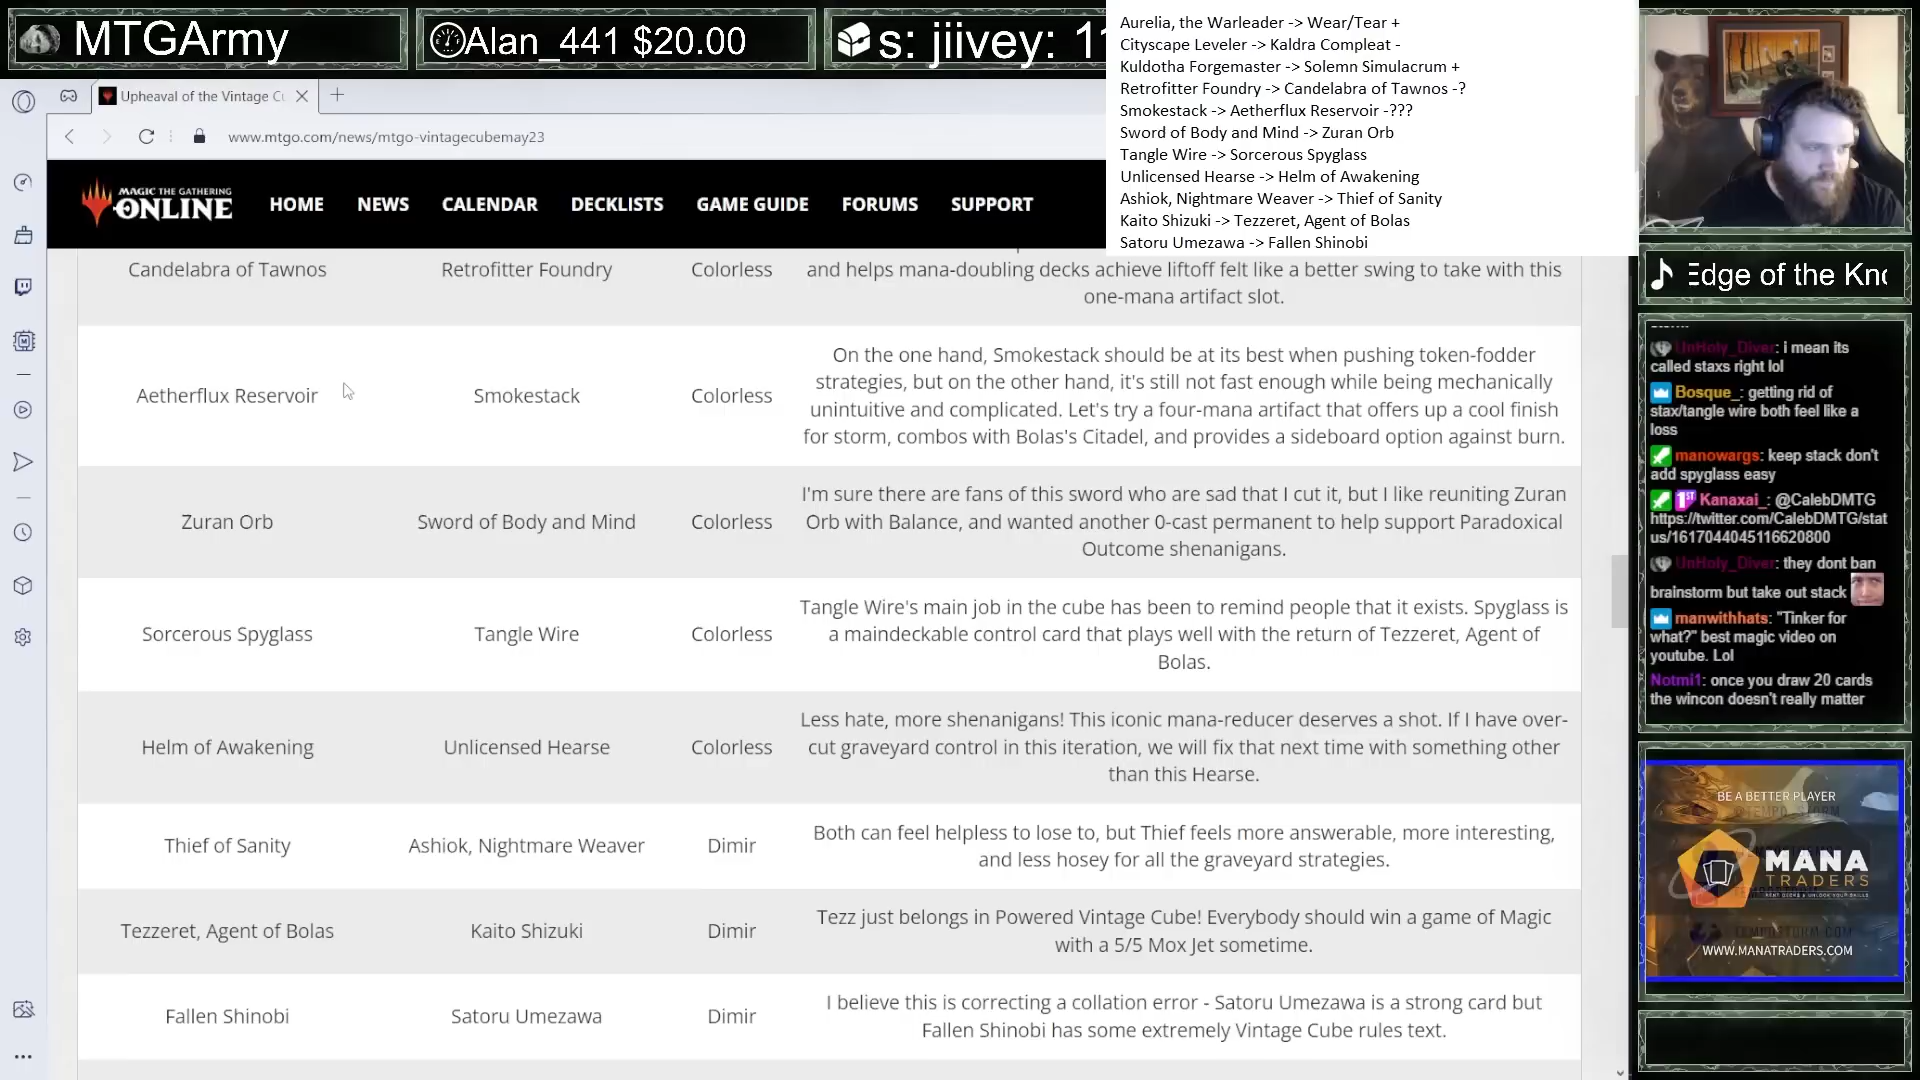 MTGArmy
Alan_441 $20.00
s: jiivey: 11
Aurelia, the Warleader -> Wear/Tear +
Cityscape Leveler -> Kaldra Compleat -
Kuldotha Forgemaster -> Solemn Simulacrum +
Retrofitter Foundry -> Candelabra of Tawnos -?
Smokestack -> Aetherflux Reservoir -???
Sword of Body and Mind -> Zuran Orb
Tangle Wire -> Sorcerous Spyglass
Unlicensed Hearse -> Helm of Awakening
Ashiok, Nightmare Weaver -> Thief of Sanity
Kaito Shizuki -> Tezzeret, Agent of Bolas
Satoru Umezawa -> Fallen Shinobi
Upheaval of the Vintage Cu
www.mtgo.com/news/mtgo-vintagecubemay23
MAGIC THE GATHERING
ONLINE
HOME NEWS CALENDAR DECKLISTS GAME GUIDE FORUMS SUPPORT
Candelabra of Tawnos Retrofitter Foundry Colorless and helps mana-doubling decks achieve liftoff felt like a better swing to take with this
one-mana artifact slot.
On the one hand, Smokestack should be at its best when pushing token-fodder
strategies, but on the other hand, it's still not fast enough while being mechanically
Aetherflux Reservoir Smokestack Colorless
unintuitive and complicated. Let's try a four-mana artifact that offers up a cool finish
for storm, combos with Bolas's Citadel, and provides a sideboard option against burn.
I'm sure there are fans of this sword who are sad that I cut it, but I like reuniting Zuran
Zuran Orb Sword of Body and Mind Colorless Orb with Balance, and wanted another 0-cast permanent to help support Paradoxical
Outcome shenanigans.
Tangle Wire's main job in the cube has been to remind people that it exists. Spyglass is
Sorcerous Spyglass Tangle Wire Colorless a maindeckable control card that plays well with the return of Tezzeret, Agent of
Bolas.
Less hate, more shenanigans! This iconic mana-reducer deserves a shot. If I have over-
Helm of Awakening Unlicensed Hearse Colorless cut graveyard control in this iteration, we will fix that next time with something other
than this Hearse.
Both can feel helpless to lose to, but Thief feels more answerable, more interesting,
Thief of Sanity Ashiok, Nightmare Weaver Dimir
and less hosey for all the graveyard strategies.
Tezz just belongs in Powered Vintage Cube! Everybody should win a game of Magic
Tezzeret, Agent of Bolas Kaito Shizuki Dimir
with a 5/5 Mox Jet sometime.
I believe this is correcting a collation error - Satoru Umezawa is a strong card but
Fallen Shinobi Satoru Umezawa Dimir
Fallen Shinobi has some extremely Vintage Cube rules text.
Edge of the Kno
UnHoly_Diver: i mean its
called staxs right lol
Bosque_: getting rid of
stax/tangle wire both feel like a
loss
manowargs: keep stack don't
add spyglass easy
Kanaxai_: @CalebDMTG
https://twitter.com/CalebDMTG/stat
us/1617044045116620800
UnHoly_Diver: they dont ban
brainstorm but take out stack
manwithhats: "Tinker for
what?" best magic video on
youtube. Lol
Notmi1: once you draw 20 cards
the wincon doesn't really matter
BE A BETTER PLAYER
MANA
TRADERS
WWW.MANATRADERS.COM